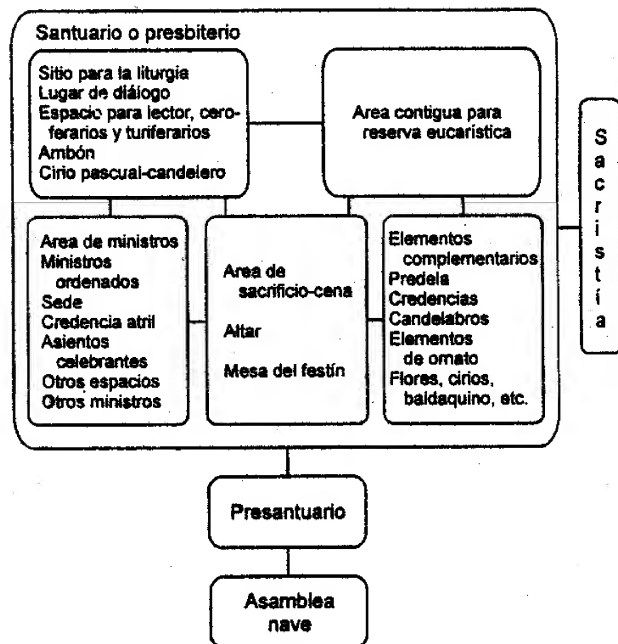 Santuario o presbiterio
Sitio para la liturgia
Lugar de diálogo
Espacio para lector, cero-
ferarios y turiferarios
Ambón
Cirio pascual-candelero
Area contigua para
reserva eucarística
Area de ministros
Ministros
ordenados
Sede
Credencia atril
Asientos
celebrantes
Otros espacios
Otros ministros
Area de
sacrificio-cena
Altar
Mesa del festín
Elementos
complementarios
Predela
Credencias
Candelabros
Elementos
de ornato
Flores, cirios,
baldaquino, etc.
Sacristía
Presantuario
Asamblea
nave